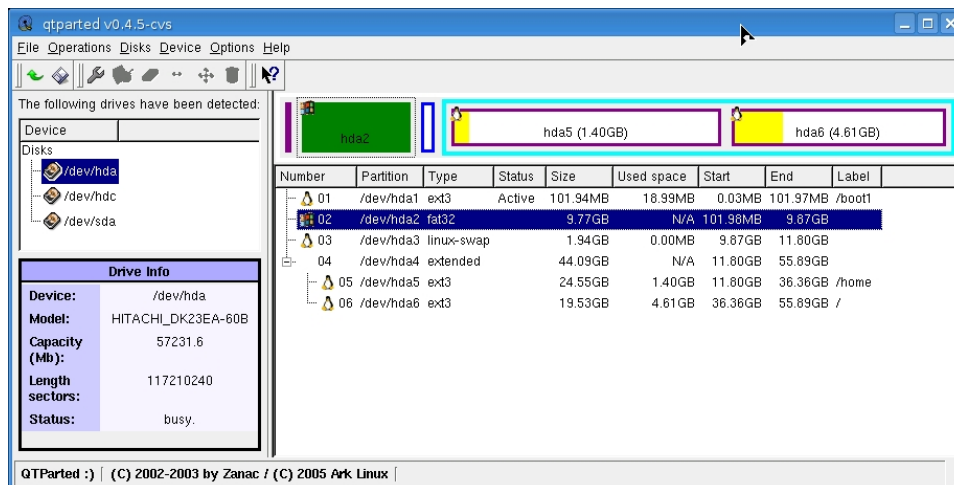 qtparted v0.4.5-cvs
File Operations Disks Device Options Help
The following drives have been detected:
Device
Disks
/dev/hda
/dev/hdc
/dev/sda
Drive Info
Device: /dev/hda
Model: HITACHI_DK23EA-60B
Capacity (Mb): 57231.6
Length sectors: 117210240
Status: busy.
hda2
hda5 (1.40GB)
hda6 (4.61GB)
Number Partition Type Status Size Used space Start End Label
01 /dev/hda1 ext3 Active 101.94MB 18.99MB 0.03MB 101.97MB /boot1
02 /dev/hda2 fat32 9.77GB N/A 101.98MB 9.87GB
03 /dev/hda3 linux-swap 1.94GB 0.00MB 9.87GB 11.80GB
04 /dev/hda4 extended 44.09GB N/A 11.80GB 55.89GB
05 /dev/hda5 ext3 24.55GB 1.40GB 11.80GB 36.36GB /home
06 /dev/hda6 ext3 19.53GB 4.61GB 36.36GB 55.89GB /
QTParted :) (C) 2002-2003 by Zanac / (C) 2005 Ark Linux